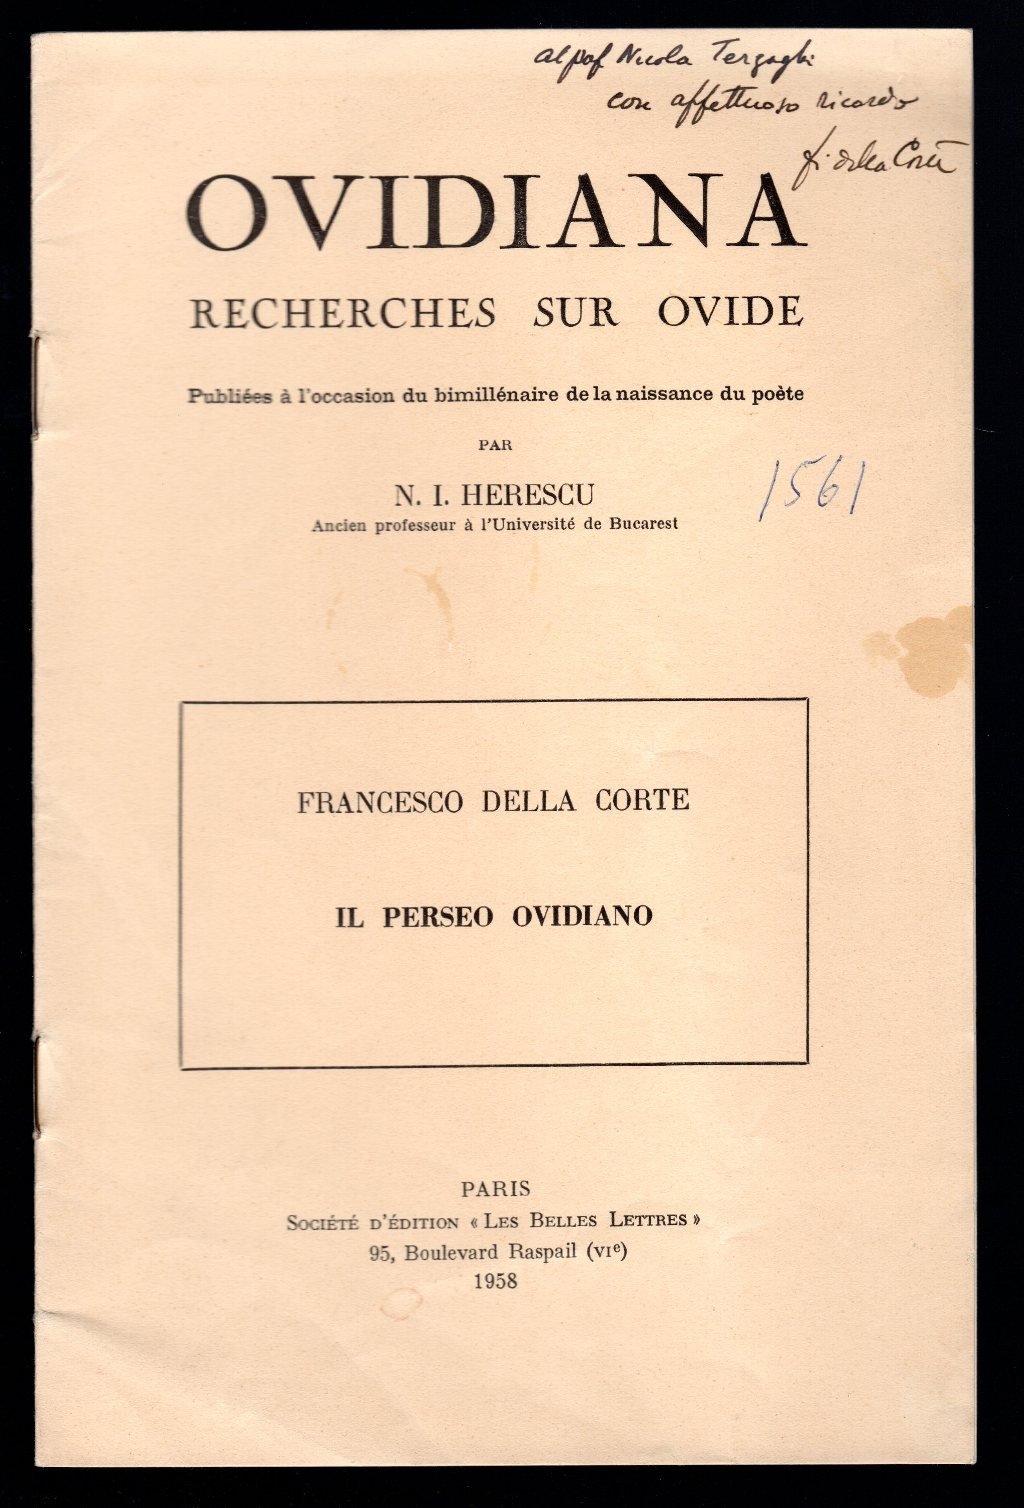 al prof Nicola Terzaghi
con affettuoso ricordo
f. della Corte
OVIDIANA
RECHERCHES SUR OVIDE
Publiées à l'occasion du bimillénaire de la naissance du poète
PAR
N. I. HERESCU
Ancien professeur à l'Université de Bucarest
1561
FRANCESCO DELLA CORTE
IL PERSEO OVIDIANO
PARIS
SOCIÉTÉ D'ÉDITION « LES BELLES LETTRES »
95, Boulevard Raspail (VIe)
1958